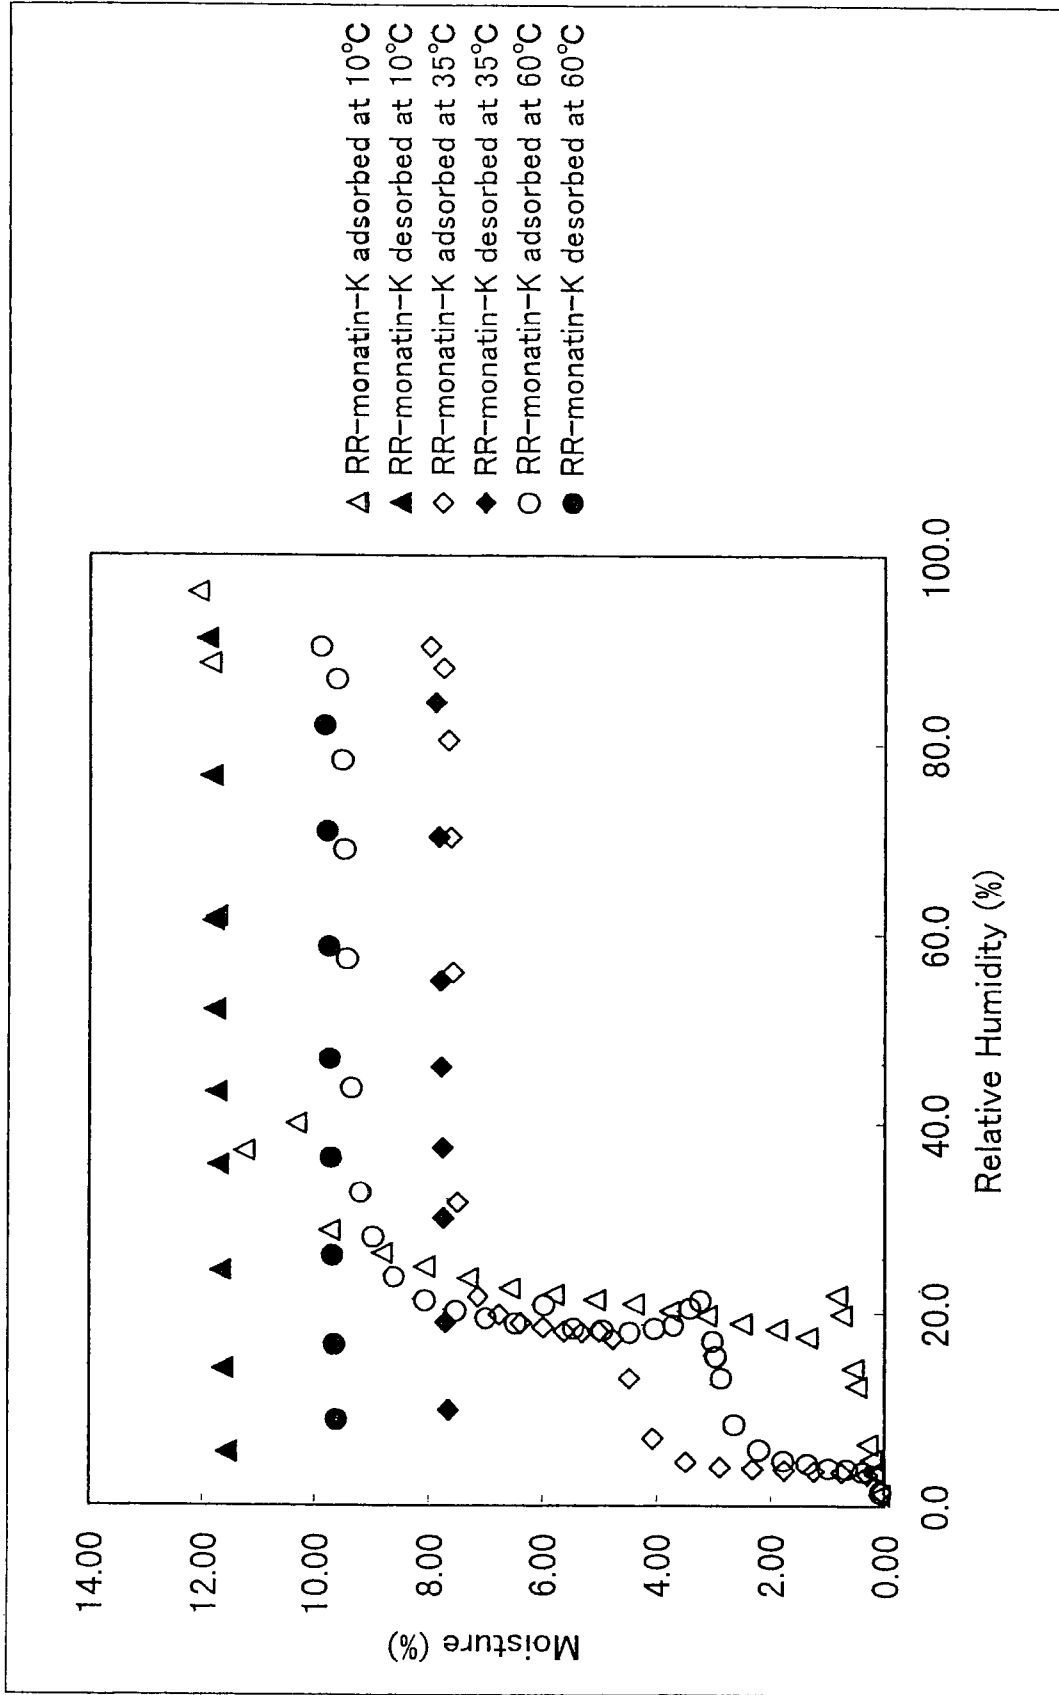 Moisture (%)
14.00
12.00
10.00
8.00
6.00
4.00
2.00
0.00
0.0
20.0
40.0
60.0
80.0
100.0
Relative Humidity (%)
RR-monatin-K adsorbed at 10°C
RR-monatin-K desorbed at 10°C
RR-monatin-K adsorbed at 35°C
RR-monatin-K desorbed at 35°C
RR-monatin-K adsorbed at 60°C
RR-monatin-K desorbed at 60°C